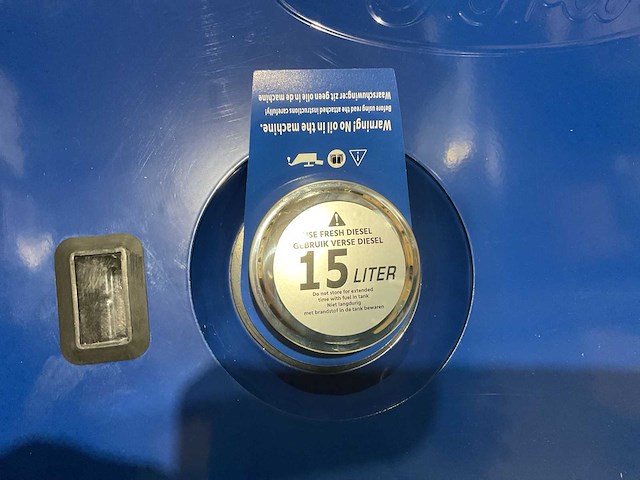 Warning! No oil in the machine.
Before using read the attached instructions carefully!
Waarschuwing:er zit geen olie in de machine
USE FRESH DIESEL
GEBRUIK VERSE DIESEL
15 LITER
Do not store for extended
time with fuel in tank
Niet langdurig
met brandstof in de tank bewaren